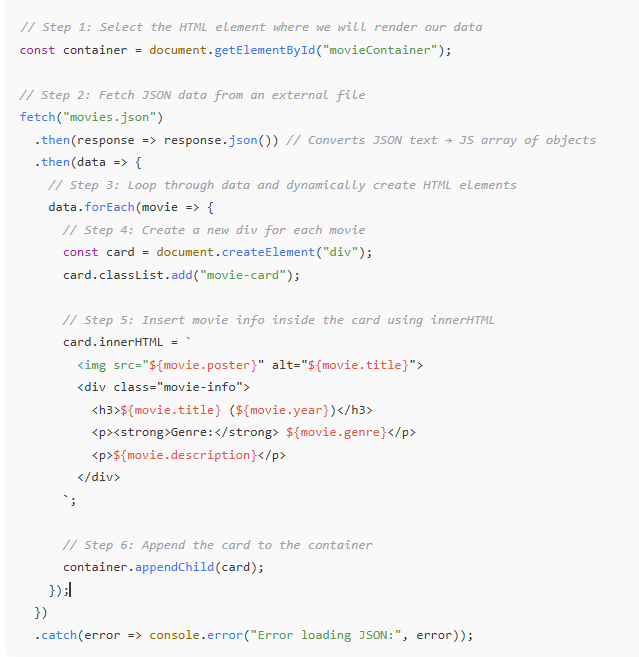 // Step 1: Select the HTML element where we will render our data
const container = document.getElementById("movieContainer");
// Step 2: Fetch JSON data from an external file
fetch("movies.json")
  .then(response => response.json()) // Converts JSON text → JS array of objects
  .then(data => {
    // Step 3: Loop through data and dynamically create HTML elements
    data.forEach(movie => {
      // Step 4: Create a new div for each movie
      const card = document.createElement("div");
      card.classList.add("movie-card");
      // Step 5: Insert movie info inside the card using innerHTML
      card.innerHTML = `
        <img src="${movie.poster}" alt="${movie.title}">
        <div class="movie-info">
          <h3>${movie.title} (${movie.year})</h3>
          <p><strong>Genre:</strong> ${movie.genre}</p>
          <p>${movie.description}</p>
        </div>
      `;
      // Step 6: Append the card to the container
      container.appendChild(card);
    });
  })
  .catch(error => console.error("Error loading JSON:", error));